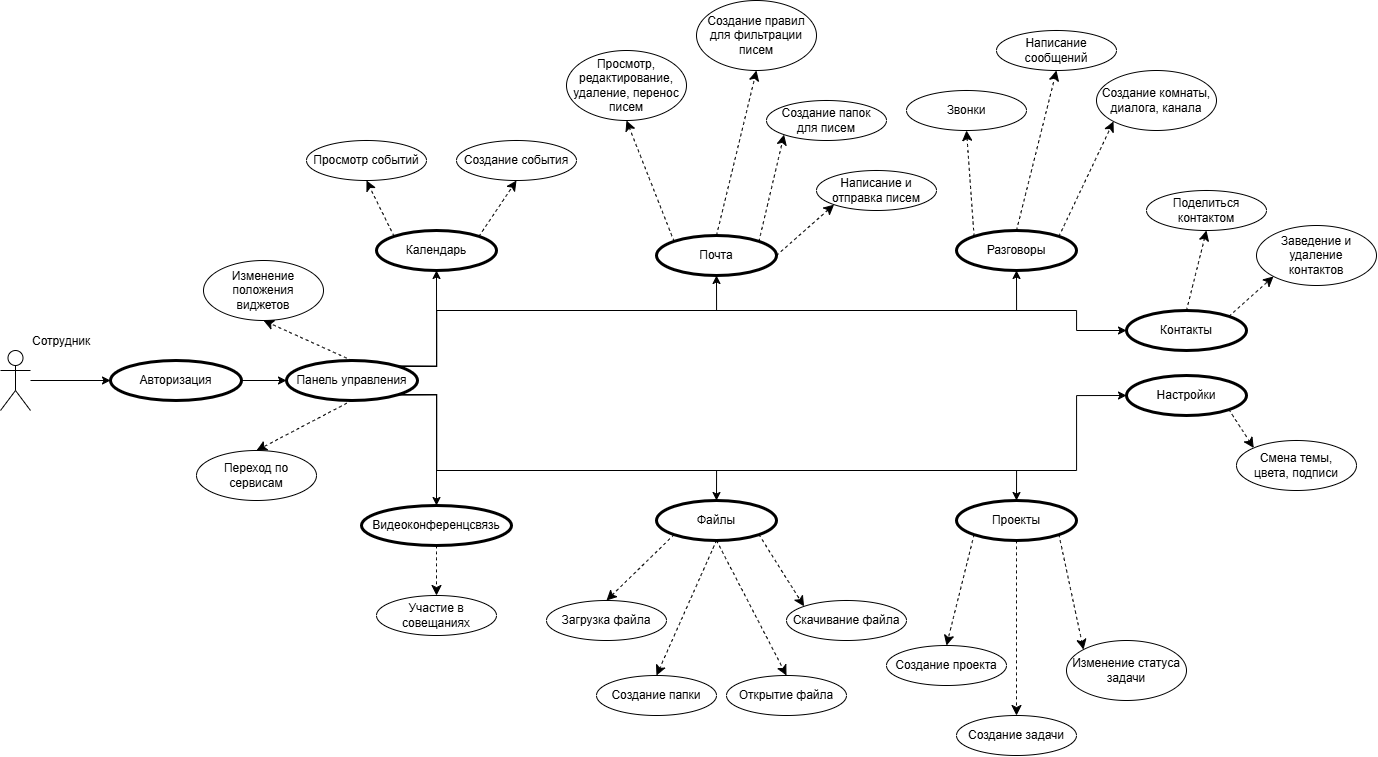 Создание правил
для фильтрации
писем
Написание
сообщений
Просмотр,
редактирование,
удаление, перенос
писем
Создание папок
для писем
Звонки
Создание комнаты,
диалога, канала
Просмотр событий
Создание события
Написание и
отправка писем
Поделиться
контактом
Календарь
Почта
Разговоры
Заведение и
удаление
контактов
Изменение
положения
виджетов
Контакты
Сотрудник
Авторизация
Панель управления
Настройки
Переход по
сервисам
Смена темы,
цвета, подписи
Видеоконференцсвязь
Файлы
Проекты
Участие в
совещаниях
Загрузка файла
Скачивание файла
Создание проекта
Изменение статуса
задачи
Создание папки
Открытие файла
Создание задачи